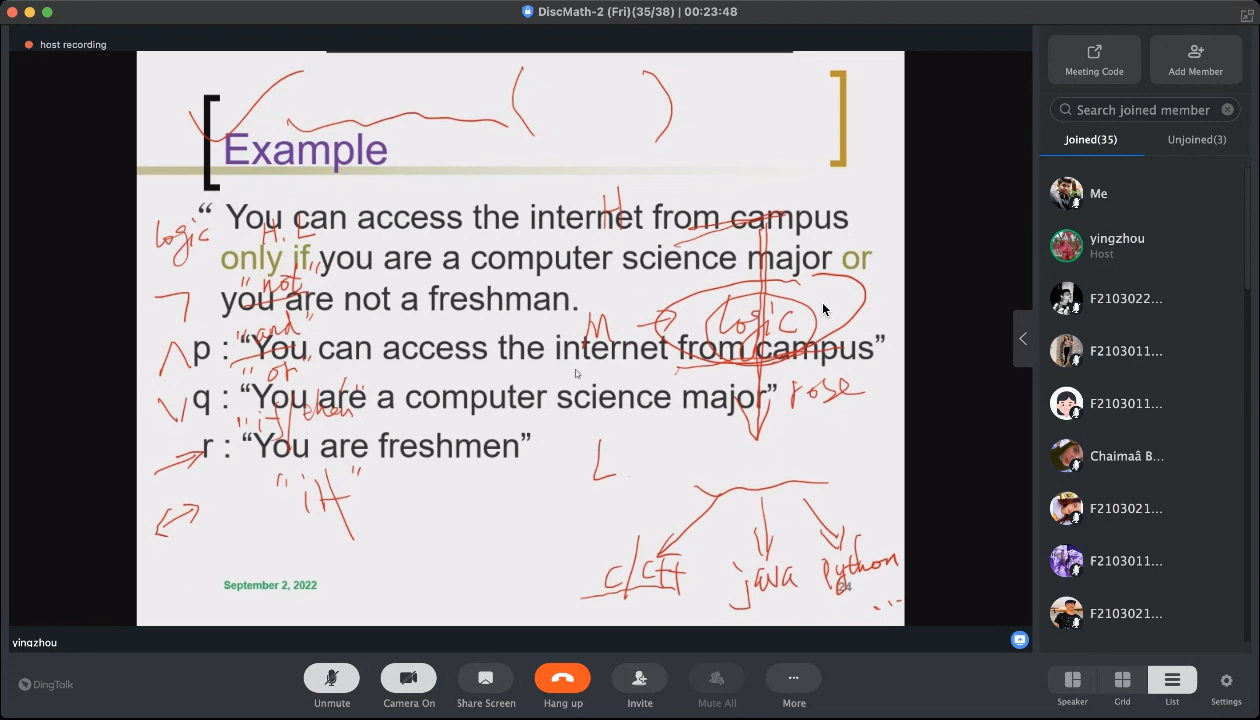 DiscMath-2 (Fri)(35/38) | 00:23:48
host recording
Meeting Code
Add Member
Search joined member
Joined(35)
Unjoined(3)
Example
“ You can access the internet from campus
only if you are a computer science major or
you are not a freshman.
p : “You can access the internet from campus”
q : “You are a computer science major”
r : “You are freshmen”
September 2, 2022
24
logic
H.L
H
¬
"not"
∧
"and"
∨
"or"
→
"if/then"
↔
M → logic
rose
L
C/C++
java
Python
...
Me
yingzhou
Host
F2103022...
F2103011...
F2103011...
Chaimaâ B...
F2103021...
F2103011...
F2103021...
yingzhou
DingTalk
Unmute
Camera On
Share Screen
Hang up
Invite
Mute All
More
Speaker
Grid
List
Settings